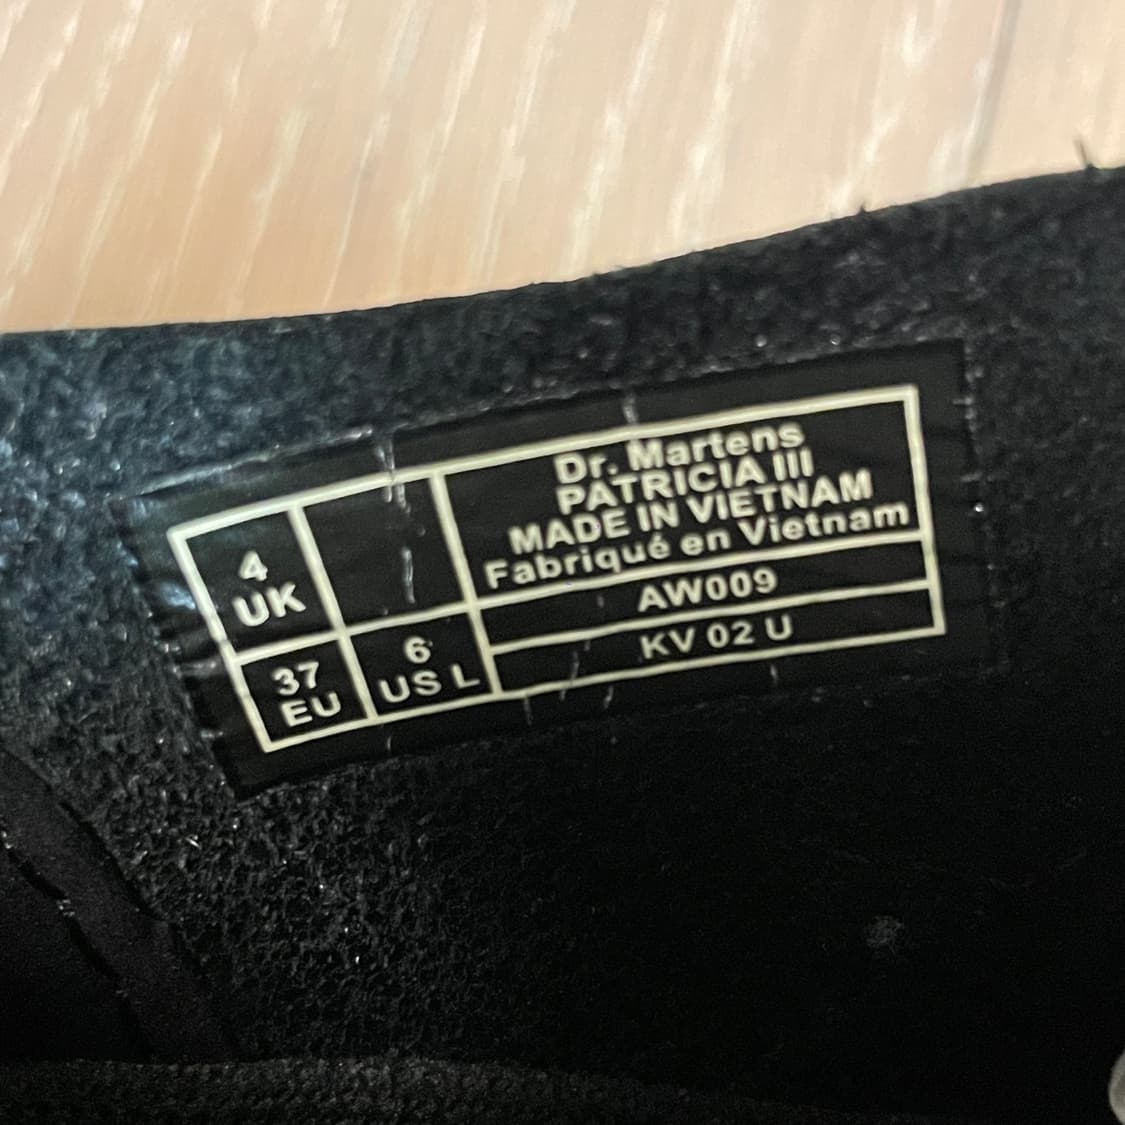 4
UK
37
EU
6
US L
Dr. Martens
PATRICIA III
MADE IN VIETNAM
Fabriqué en Vietnam
AW009
KV 02 U